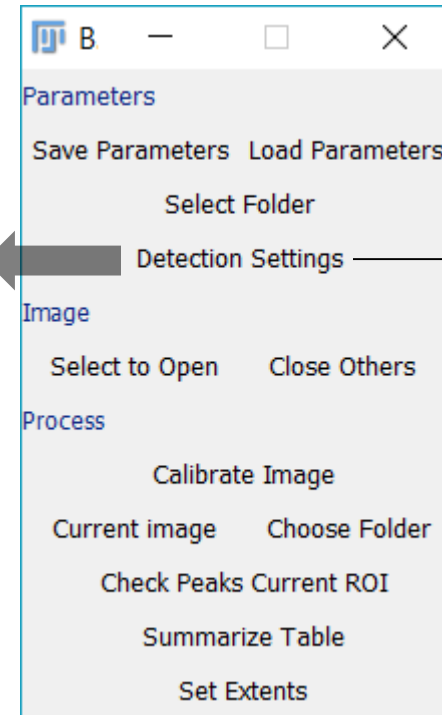 B.
Parameters
Save Parameters Load Parameters
Select Folder
Detection Settings
Image
Select to Open Close Others
Process
Calibrate Image
Current image Choose Folder
Check Peaks Current ROI
Summarize Table
Set Extents